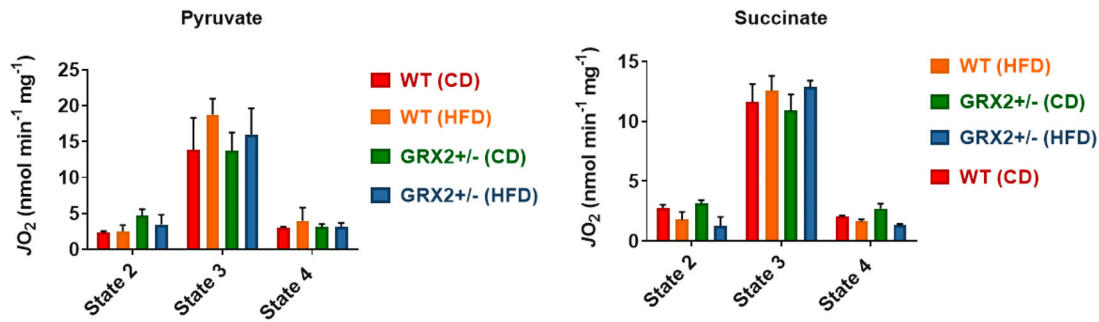 Pyruvate
JO₂ (nmol min⁻¹ mg⁻¹)
25
20
15
10
5
0
State 2
State 3
State 4
WT (CD)
WT (HFD)
GRX2+/- (CD)
GRX2+/- (HFD)
Succinate
JO₂ (nmol min⁻¹ mg⁻¹)
15
10
5
0
State 2
State 3
State 4
WT (HFD)
GRX2+/- (CD)
GRX2+/- (HFD)
WT (CD)